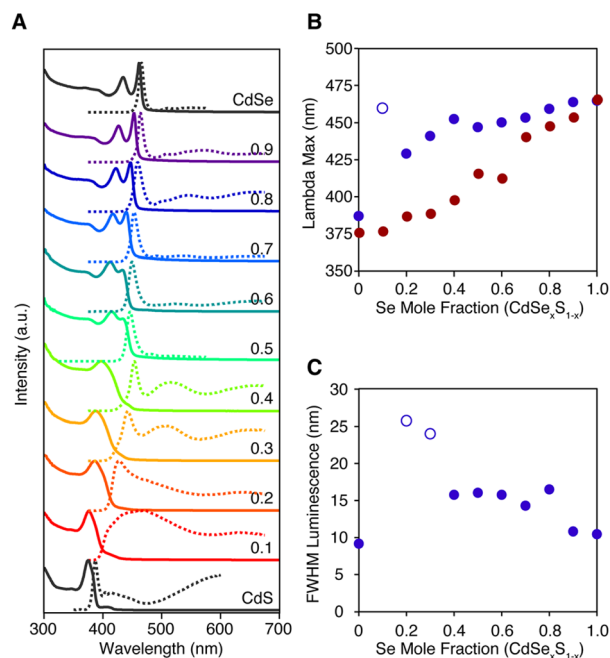 A
CdSe
0.9
0.8
0.7
0.6
0.5
0.4
0.3
0.2
0.1
CdS
Intensity (a.u.)
300 400 500 600 700
Wavelength (nm)
B
500
475
450
425
400
375
350
Lambda Max (nm)
0.0 0.2 0.4 0.6 0.8 1.0
Se Mole Fraction (CdSeₓS₁₋ₓ)
C
30
25
20
15
10
5
0
FWHM Luminescence (nm)
0.0 0.2 0.4 0.6 0.8 1.0
Se Mole Fraction (CdSeₓS₁₋ₓ)